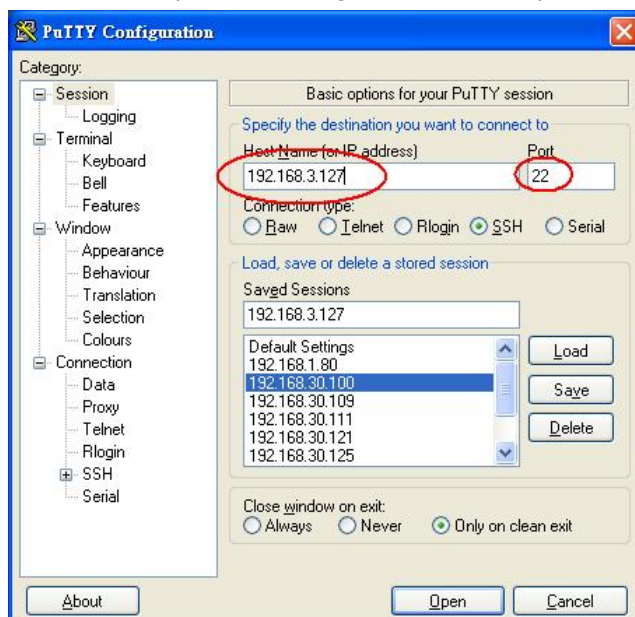 PuTTY Configuration
Category:
Session
Logging
Terminal
Keyboard
Bell
Features
Window
Appearance
Behaviour
Translation
Selection
Colours
Connection
Data
Proxy
Telnet
Rlogin
SSH
Serial
Basic options for your PuTTY session
Specify the destination you want to connect to
Host Name (or IP address) Port
192.168.3.127 22
Connection type:
Raw Telnet Rlogin SSH Serial
Load, save or delete a stored session
Saved Sessions
192.168.3.127
Default Settings
192.168.1.80
192.168.30.100
192.168.30.109
192.168.30.111
192.168.30.121
192.168.30.125
Load
Save
Delete
Close window on exit:
Always Never Only on clean exit
About Open Cancel